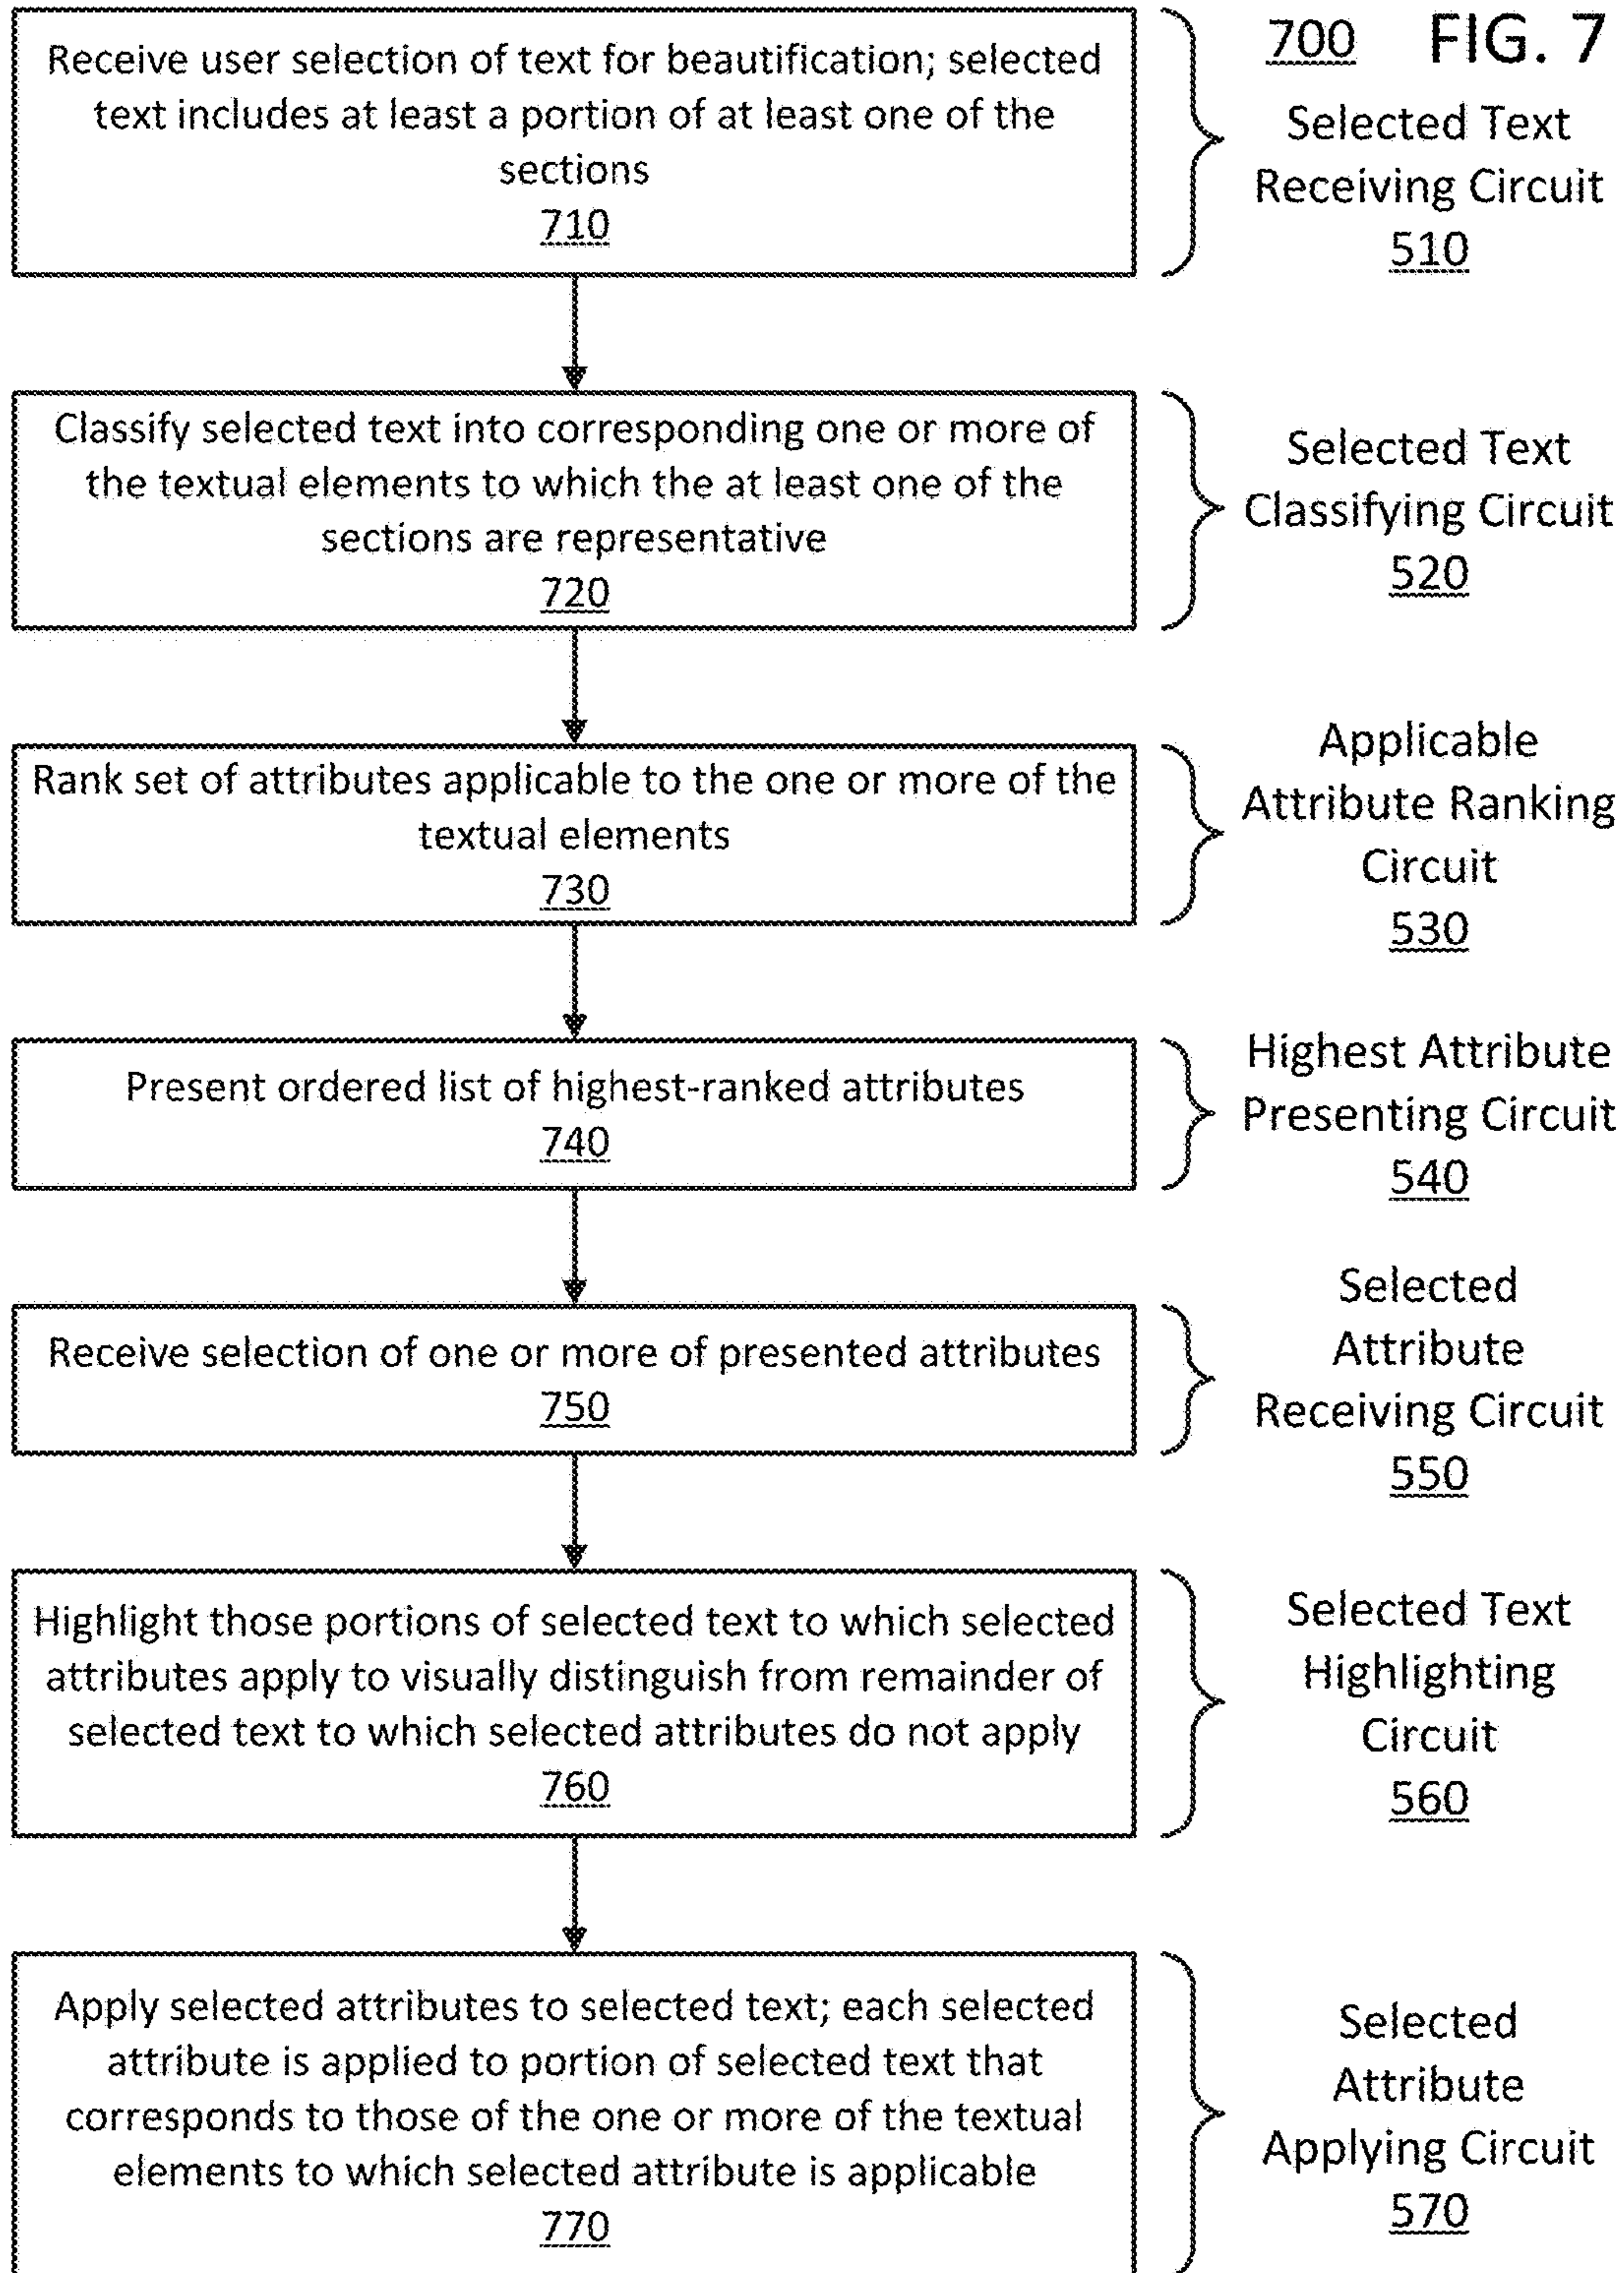 700 FIG. 7
Receive user selection of text for beautification; selected
text includes at least a portion of at least one of the
sections
710
Selected Text
Receiving Circuit
510
Classify selected text into corresponding one or more of
the textual elements to which the at least one of the
sections are representative
720
Selected Text
Classifying Circuit
520
Rank set of attributes applicable to the one or more of the
textual elements
730
Applicable
Attribute Ranking
Circuit
530
Present ordered list of highest-ranked attributes
740
Highest Attribute
Presenting Circuit
540
Receive selection of one or more of presented attributes
750
Selected
Attribute
Receiving Circuit
550
Highlight those portions of selected text to which selected
attributes apply to visually distinguish from remainder of
selected text to which selected attributes do not apply
760
Selected Text
Highlighting
Circuit
560
Apply selected attributes to selected text; each selected
attribute is applied to portion of selected text that
corresponds to those of the one or more of the textual
elements to which selected attribute is applicable
770
Selected
Attribute
Applying Circuit
570